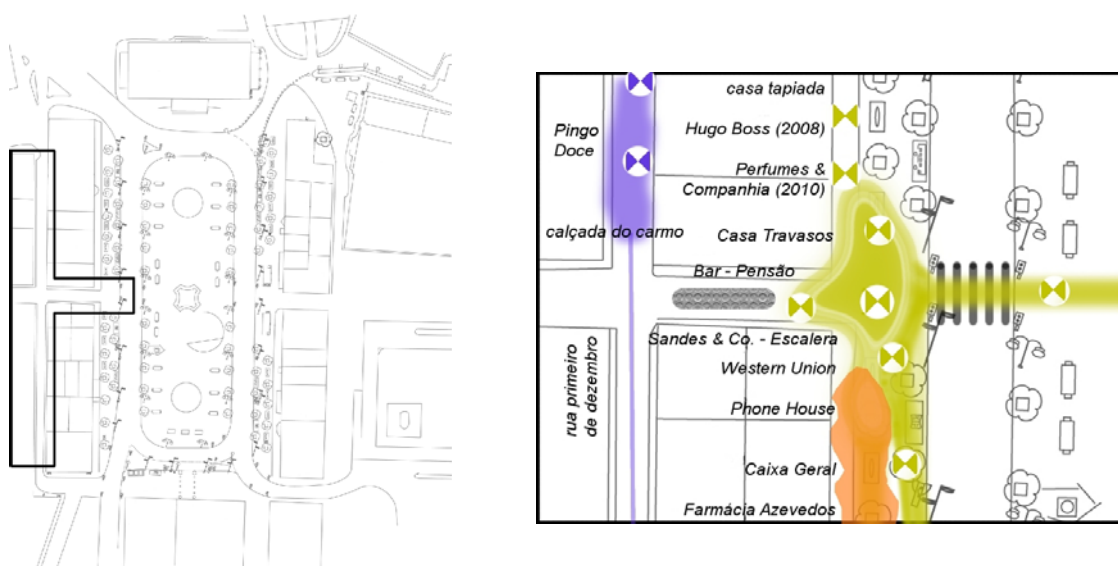 casa tapiada
Pingo
Doce
Hugo Boss (2008)
Perfumes &
Companhia (2010)
calçada do carmo
Casa Travasos
Bar - Pensão
Sandes & Co. - Escalera
Western Union
rua primeiro
de dezembro
Phone House
Caixa Geral
Farmácia Azevedos